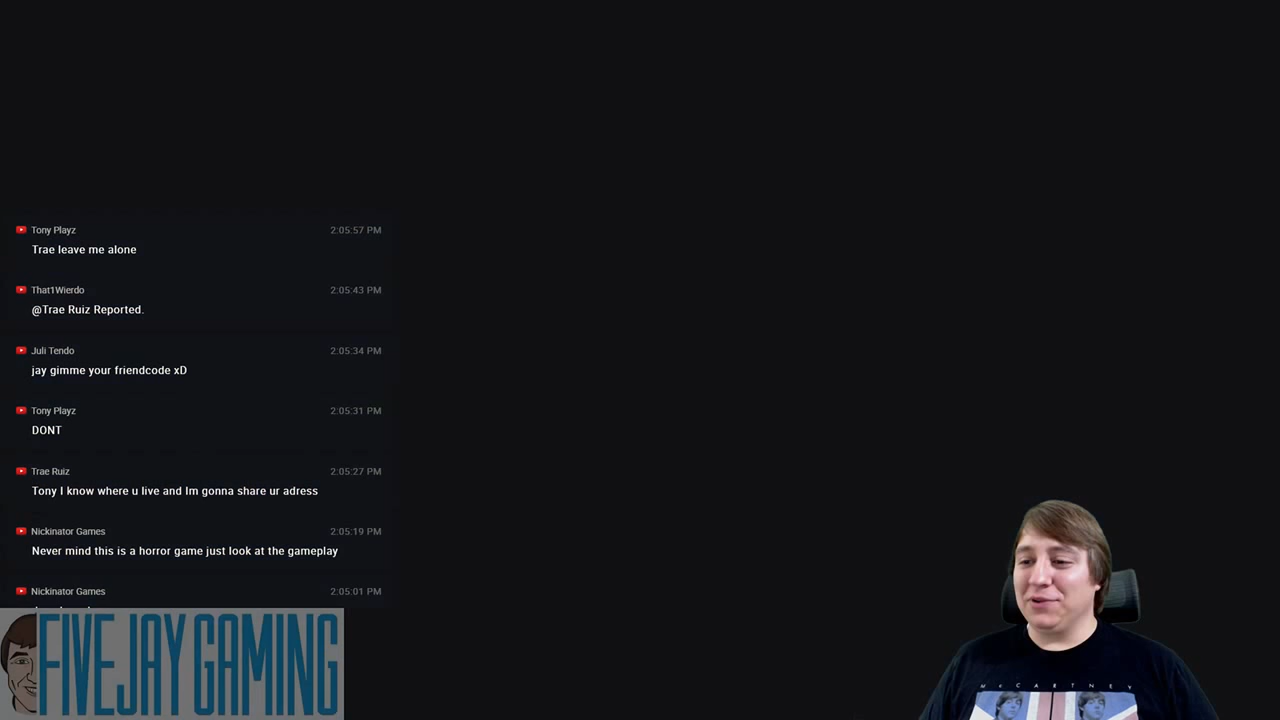 Tony Playz 2:05:57 PM
Trae leave me alone
That1Wierdo 2:05:43 PM
@Trae Ruiz Reported.
Juli Tendo 2:05:34 PM
jay gimme your friendcode xD
Tony Playz 2:05:31 PM
DONT
Trae Ruiz 2:05:27 PM
Tony I know where u live and Im gonna share ur adress
Nickinator Games 2:05:19 PM
Never mind this is a horror game just look at the gameplay
Nickinator Games 2:05:01 PM
FIVEJAYGAMING
MCCARTNEY